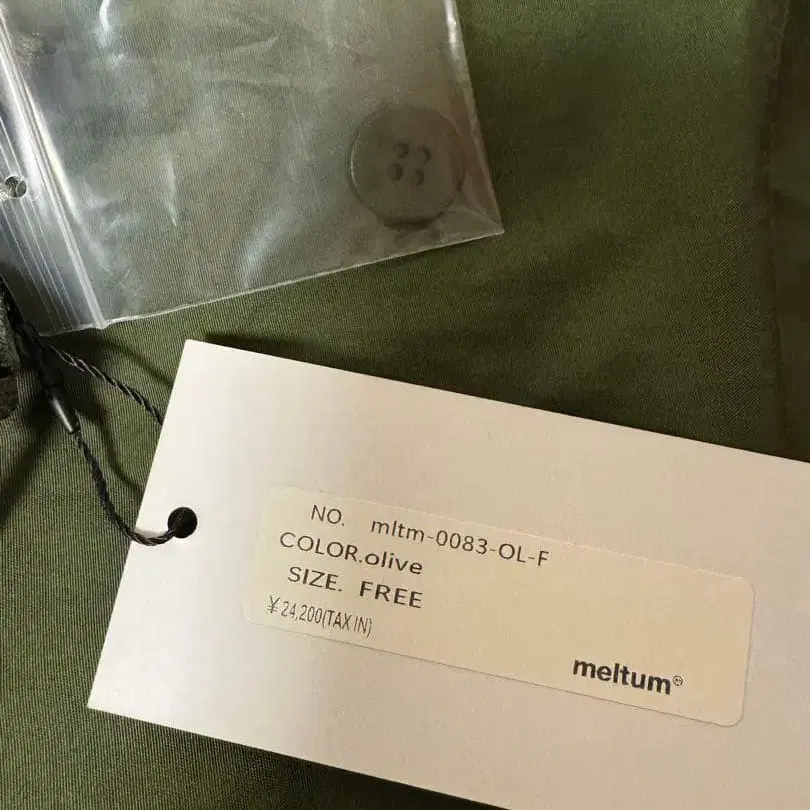 NO. mltm-0083-OL-F
COLOR.olive
SIZE. FREE
¥24,200(TAX IN)
meltum®